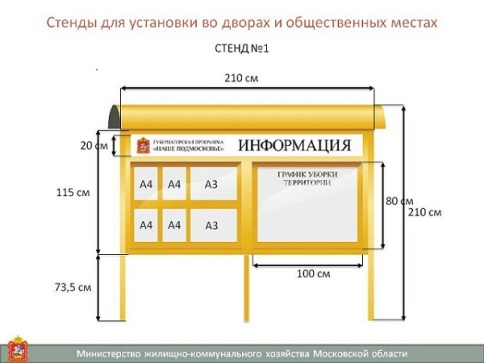 Стенды для установки во дворах и общественных местах
СТЕНД №1
210 см
20 см
ГУБЕРНАТОРСКАЯ ПРОГРАММА
«НАШЕ ПОДМОСКОВЬЕ»
ИНФОРМАЦИЯ
ГРАФИК УБОРКИ
ТЕРРИТОРИИ
А4 А4 А3
115 см
80 см
210 см
А4 А4 А3
100 см
73,5 см
Министерство жилищно-коммунального хозяйства Московской области